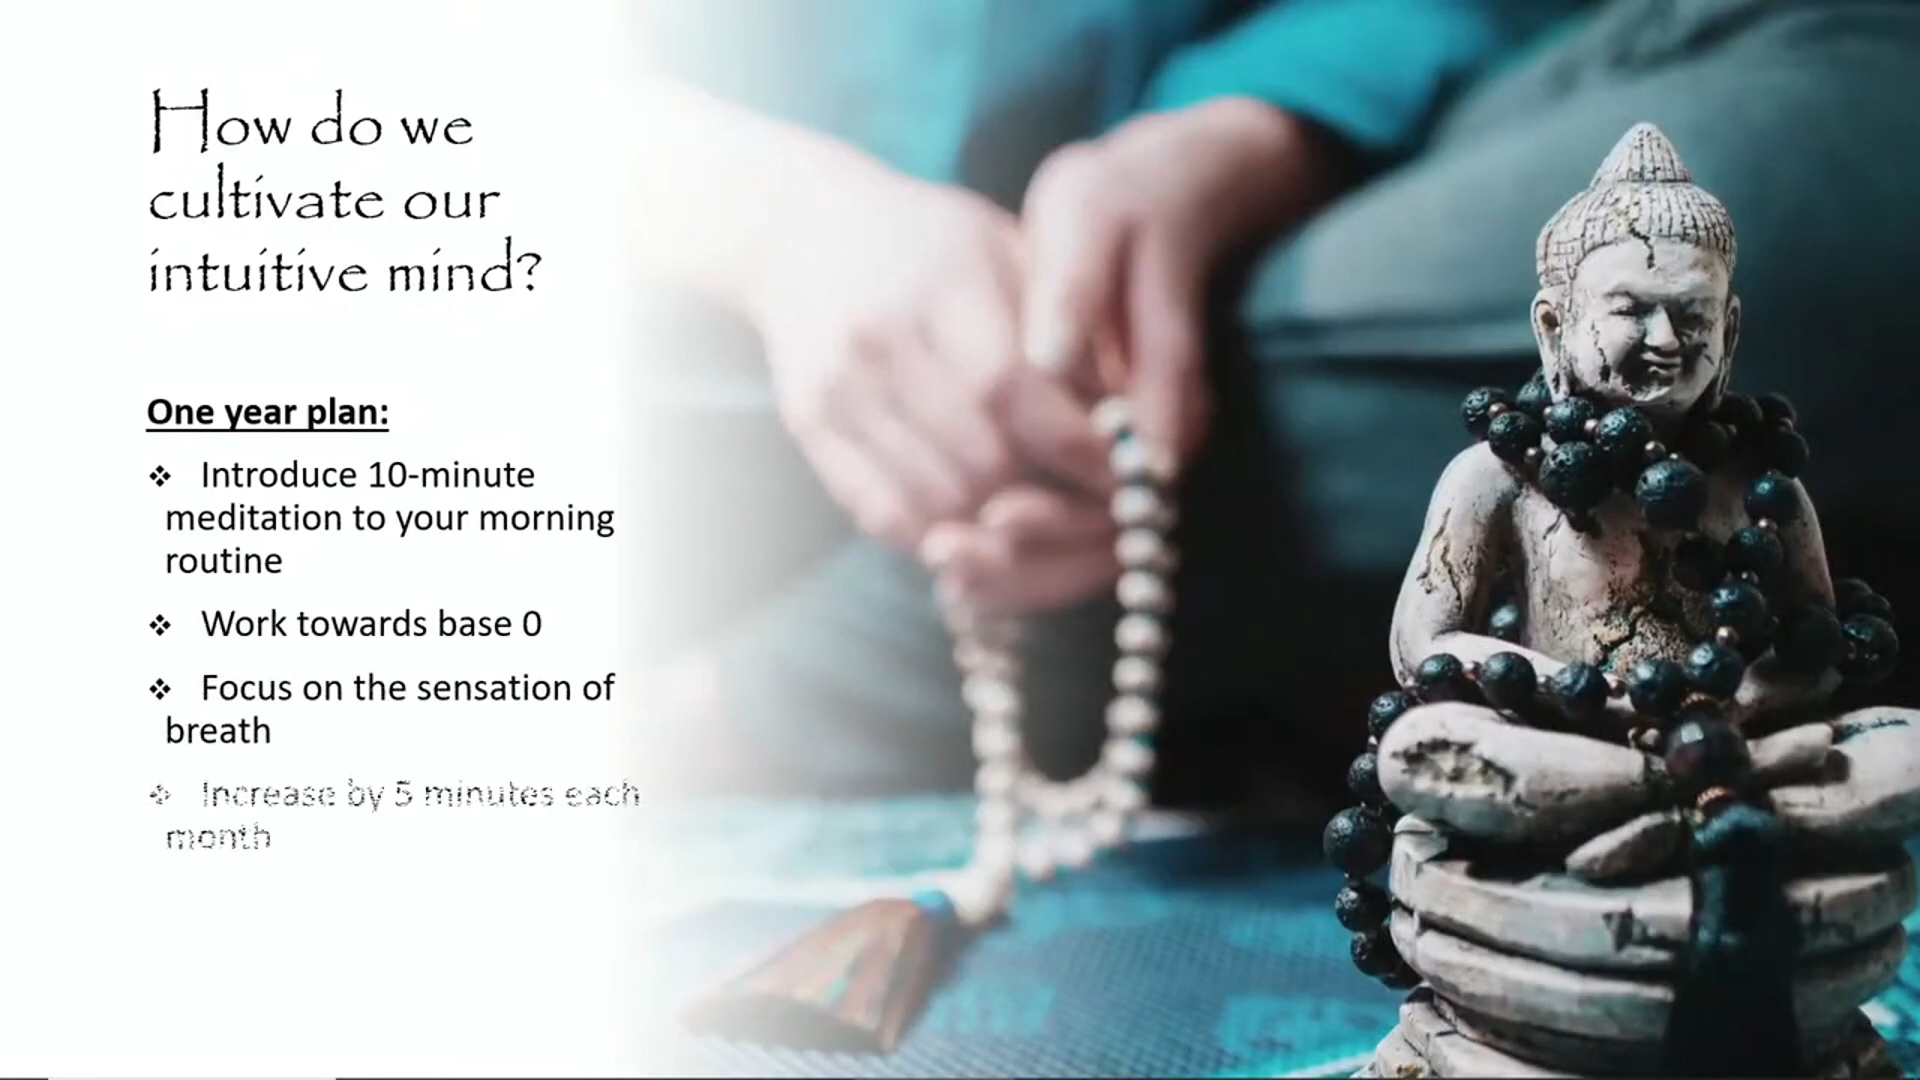 How do we
cultivate our
intuitive mind?
One year plan:
❖ Introduce 10-minute
meditation to your morning
routine
❖ Work towards base 0
❖ Focus on the sensation of
breath
❖ Increase by 5 minutes each
month